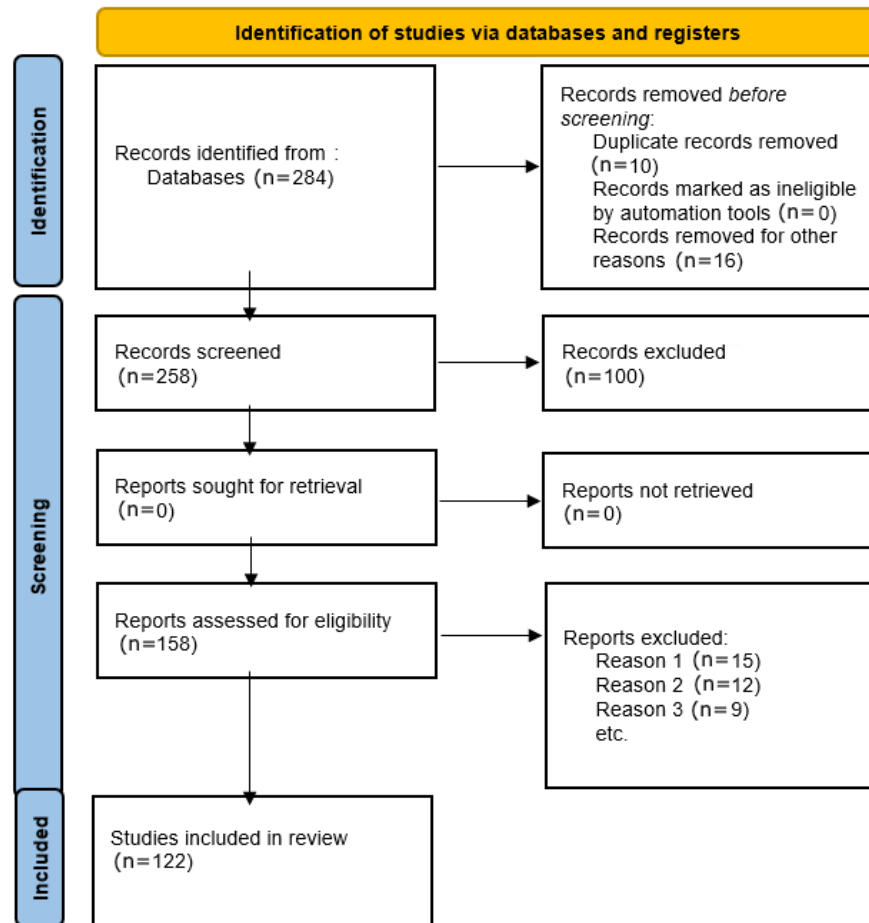 Identification of studies via databases and registers
Identification
Records identified from :
Databases (n=284)
Records removed before
screening:
Duplicate records removed
(n=10)
Records marked as ineligible
by automation tools (n=0)
Records removed for other
reasons (n=16)
Screening
Records screened
(n=258)
Records excluded
(n=100)
Reports sought for retrieval
(n=0)
Reports not retrieved
(n=0)
Reports assessed for eligibility
(n=158)
Reports excluded:
Reason 1 (n=15)
Reason 2 (n=12)
Reason 3 (n=9)
etc.
Included
Studies included in review
(n=122)